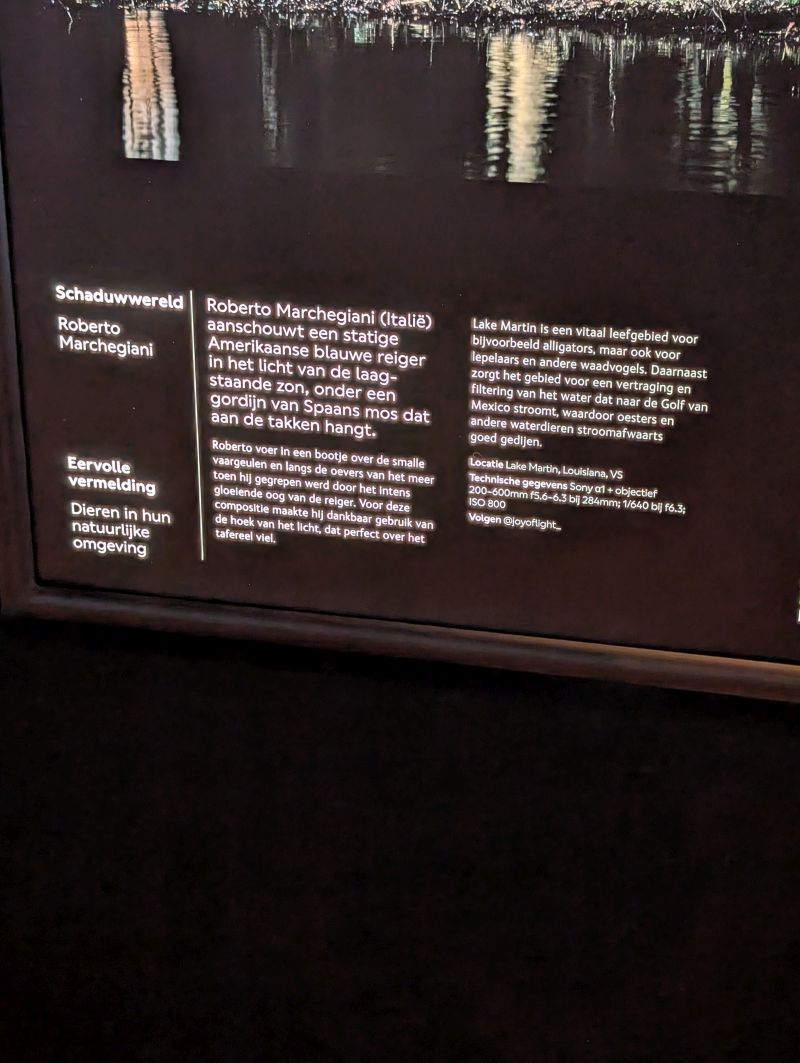 Schaduwwereld
Roberto
Marchegiani
Eervolle
vermelding
Dieren in hun
natuurlijke
omgeving
Roberto Marchegiani (Italië)
aanschouwt een statige
Amerikaanse blauwe reiger
in het licht van de laag-
staande zon, onder een
gordijn van Spaans mos dat
aan de takken hangt.
Roberto voer in een bootje over de smalle
vaargeulen en langs de oevers van het meer
toen hij gegrepen werd door het intens
gloeiende oog van de reiger. Voor deze
compositie maakte hij dankbaar gebruik van
de hoek van het licht, dat perfect over het
tafereel viel.
Lake Martin is een vitaal leefgebied voor
bijvoorbeeld alligators, maar ook voor
lepelaars en andere waadvogels. Daarnaast
zorgt het gebied voor een vertraging en
filtering van het water dat naar de Golf van
Mexico stroomt, waardoor oesters en
andere waterdieren stroomafwaarts
goed gedijen.
Locatie Lake Martin, Louisiana, VS
Technische gegevens Sony α1 + objectief
200-600mm f5.6-6.3 bij 284mm; 1/640 bij f6.3;
ISO 800
Volgen @joyoflight_